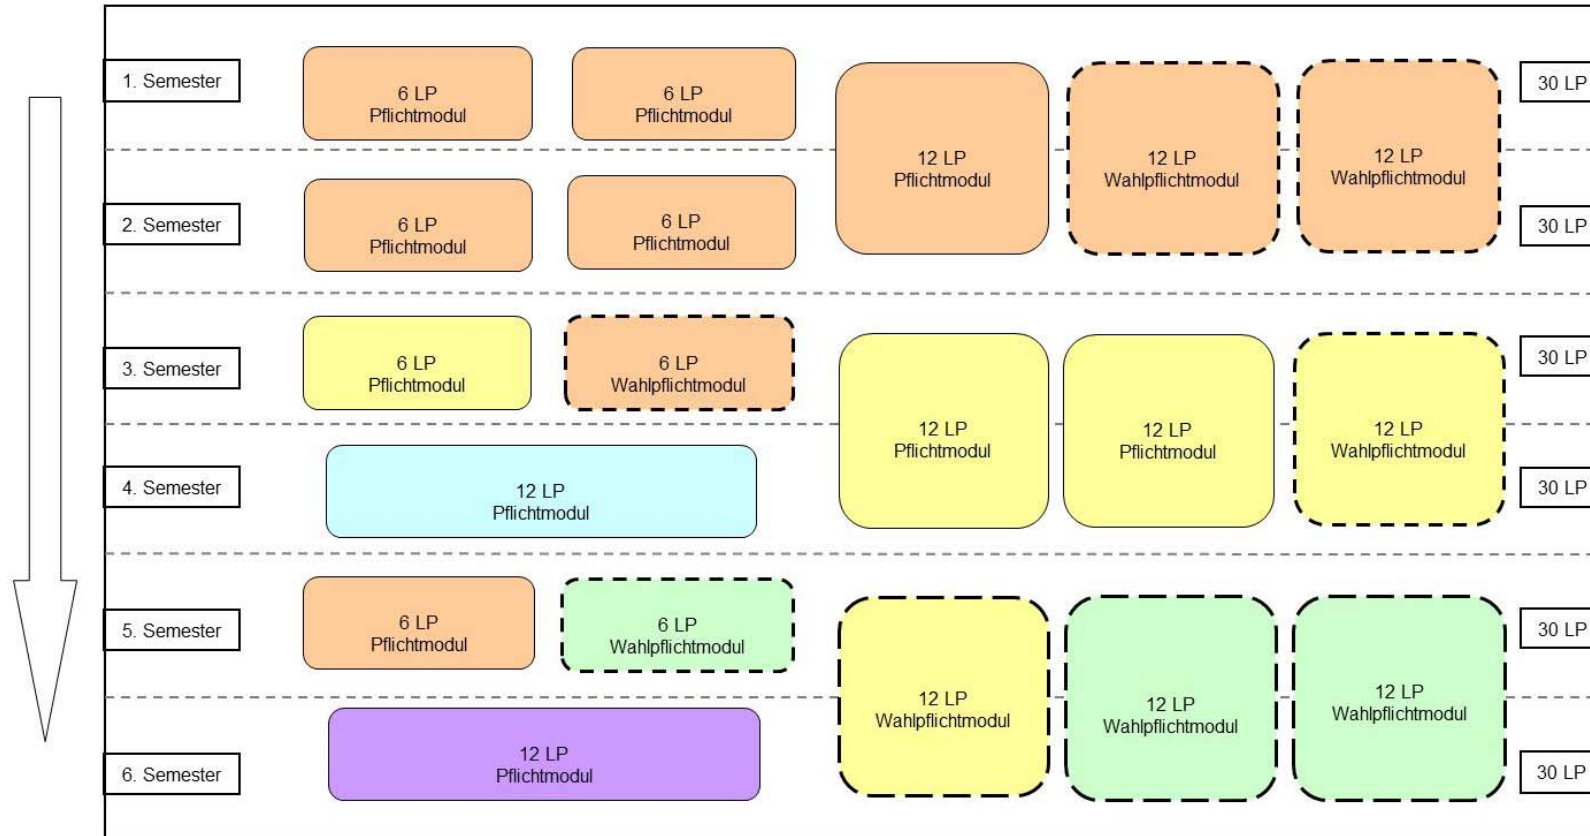 1. Semester
6 LP
Pflichtmodul
6 LP
Pflichtmodul
12 LP
Pflichtmodul
12 LP
Wahlpflichtmodul
12 LP
Wahlpflichtmodul
30 LP
2. Semester
6 LP
Pflichtmodul
6 LP
Pflichtmodul
30 LP
3. Semester
6 LP
Pflichtmodul
6 LP
Wahlpflichtmodul
12 LP
Pflichtmodul
12 LP
Pflichtmodul
12 LP
Wahlpflichtmodul
30 LP
4. Semester
12 LP
Pflichtmodul
30 LP
5. Semester
6 LP
Pflichtmodul
6 LP
Wahlpflichtmodul
12 LP
Wahlpflichtmodul
12 LP
Wahlpflichtmodul
12 LP
Wahlpflichtmodul
30 LP
6. Semester
12 LP
Pflichtmodul
30 LP